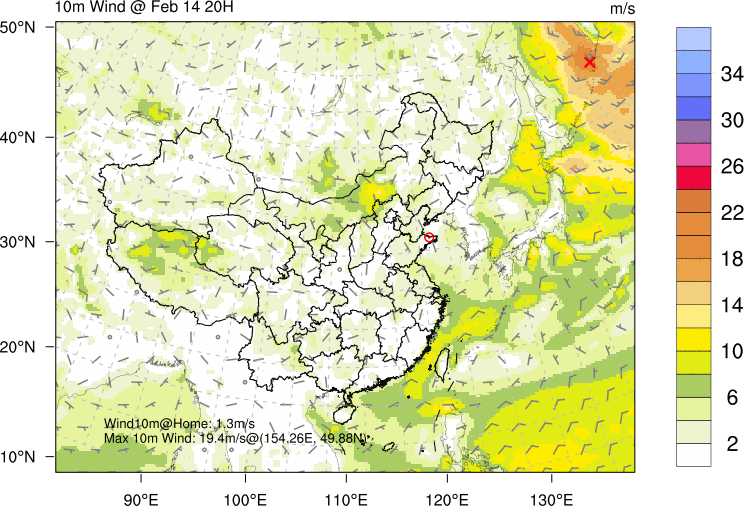 10m Wind @ Feb 14 20H
m/s
50°N
40°N
30°N
20°N
10°N
34
30
26
22
18
14
10
6
2
Wind10m@Home: 1.3m/s
Max 10m Wind: 19.4m/s@(154.26E, 49.88N)
90°E 100°E 110°E 120°E 130°E